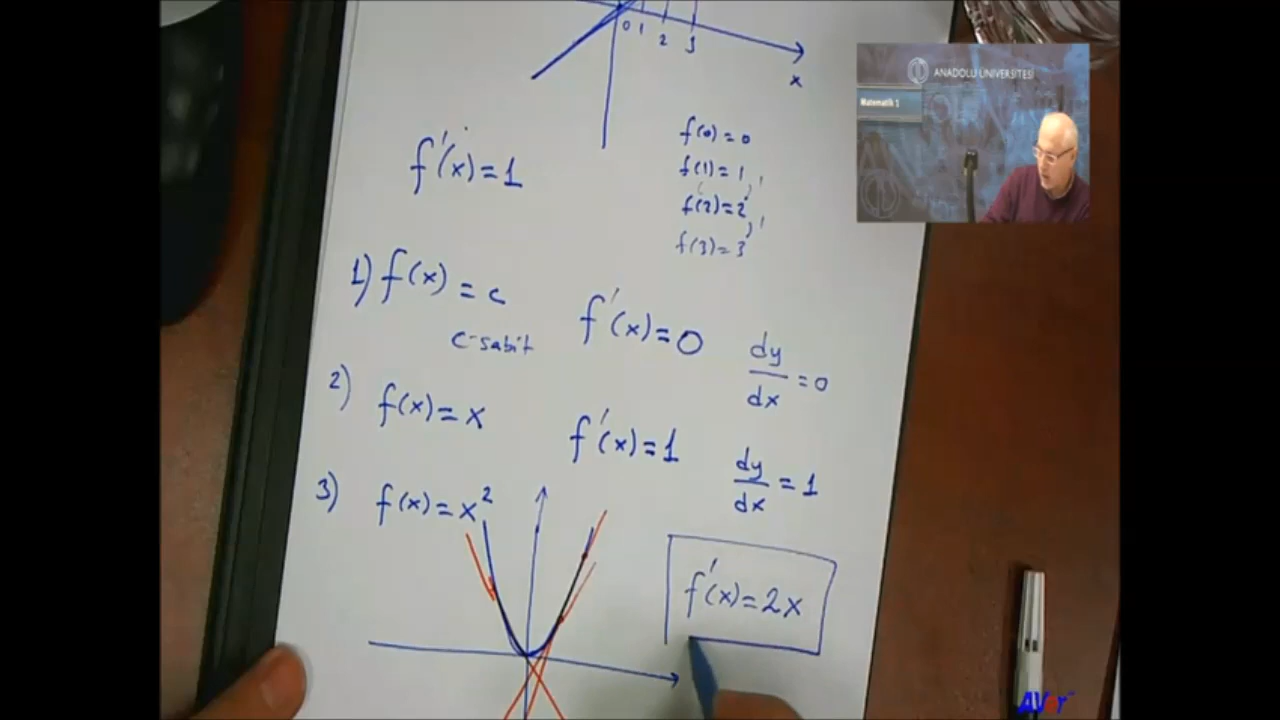 0 1 2 3
x
ANADOLU ÜNİVERSİTESİ
Matematik 1
f(0)=0
f'(x)=1
f(1)=1
f(2)=2
f(3)=3
1) f(x)=c
c-sabit
f'(x)=0
dy/dx=0
2) f(x)=x
f'(x)=1
dy/dx=1
3) f(x)=x²
f'(x)=2x